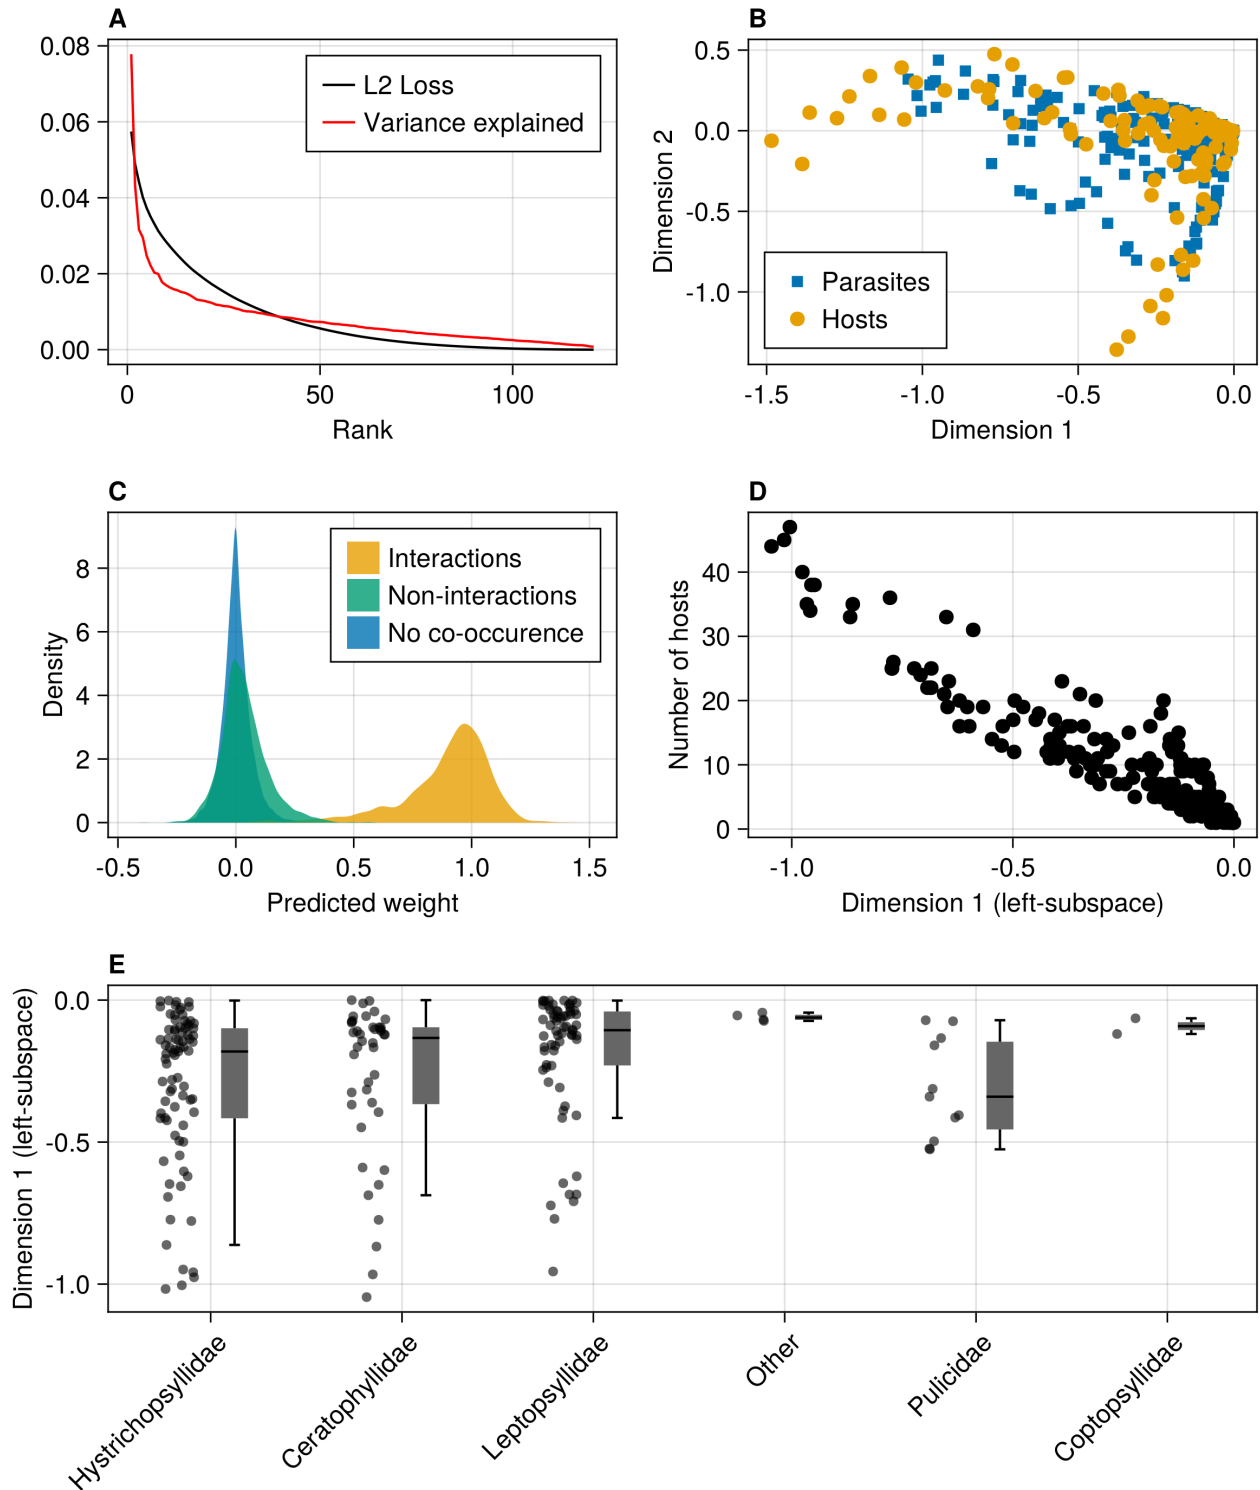 A
0.08
0.06
0.04
0.02
0.00
L2 Loss
Variance explained
0 50 100
Rank
B
0.5
0.0
-0.5
-1.0
Dimension 2
Parasites
Hosts
-1.5 -1.0 -0.5 0.0
Dimension 1
C
8
6
4
2
0
Density
Interactions
Non-interactions
No co-occurence
-0.5 0.0 0.5 1.0 1.5
Predicted weight
D
40
30
20
10
0
Number of hosts
-1.0 -0.5 0.0
Dimension 1 (left-subspace)
E
0.0
-0.5
-1.0
Dimension 1 (left-subspace)
Hystrichopsyllidae
Ceratophyllidae
Leptopsyllidae
Other
Pulicidae
Coptopsyllidae